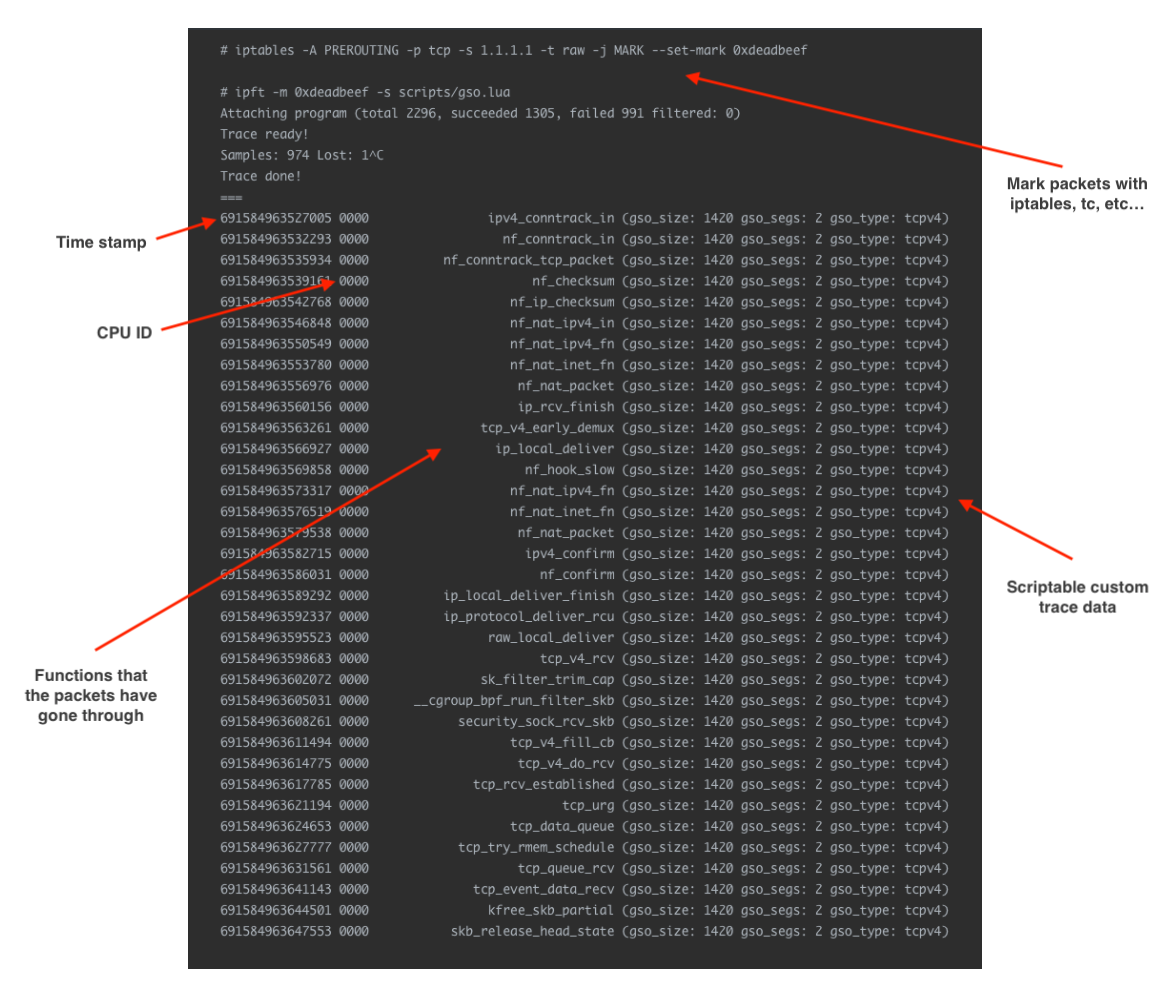 # iptables -A PREROUTING -p tcp -s 1.1.1.1 -t raw -j MARK --set-mark 0xdeadbeef
# ipft -m 0xdeadbeef -s scripts/gso.lua
Attaching program (total 2296, succeeded 1305, failed 991 filtered: 0)
Trace ready!
Samples: 974 Lost: 1^C
Trace done!
===
691584963527005 0000 ipv4_conntrack_in (gso_size: 1420 gso_segs: 2 gso_type: tcpv4)
691584963532293 0000 nf_conntrack_in (gso_size: 1420 gso_segs: 2 gso_type: tcpv4)
691584963535934 0000 nf_conntrack_tcp_packet (gso_size: 1420 gso_segs: 2 gso_type: tcpv4)
691584963539161 0000 nf_checksum (gso_size: 1420 gso_segs: 2 gso_type: tcpv4)
691584963542768 0000 nf_ip_checksum (gso_size: 1420 gso_segs: 2 gso_type: tcpv4)
691584963546848 0000 nf_nat_ipv4_in (gso_size: 1420 gso_segs: 2 gso_type: tcpv4)
691584963550549 0000 nf_nat_ipv4_fn (gso_size: 1420 gso_segs: 2 gso_type: tcpv4)
691584963553780 0000 nf_nat_inet_fn (gso_size: 1420 gso_segs: 2 gso_type: tcpv4)
691584963556976 0000 nf_nat_packet (gso_size: 1420 gso_segs: 2 gso_type: tcpv4)
691584963560156 0000 ip_rcv_finish (gso_size: 1420 gso_segs: 2 gso_type: tcpv4)
691584963563261 0000 tcp_v4_early_demux (gso_size: 1420 gso_segs: 2 gso_type: tcpv4)
691584963566927 0000 ip_local_deliver (gso_size: 1420 gso_segs: 2 gso_type: tcpv4)
691584963569858 0000 nf_hook_slow (gso_size: 1420 gso_segs: 2 gso_type: tcpv4)
691584963573317 0000 nf_nat_ipv4_fn (gso_size: 1420 gso_segs: 2 gso_type: tcpv4)
691584963576519 0000 nf_nat_inet_fn (gso_size: 1420 gso_segs: 2 gso_type: tcpv4)
691584963579538 0000 nf_nat_packet (gso_size: 1420 gso_segs: 2 gso_type: tcpv4)
691584963582715 0000 ipv4_confirm (gso_size: 1420 gso_segs: 2 gso_type: tcpv4)
691584963586031 0000 nf_confirm (gso_size: 1420 gso_segs: 2 gso_type: tcpv4)
691584963589292 0000 ip_local_deliver_finish (gso_size: 1420 gso_segs: 2 gso_type: tcpv4)
691584963592337 0000 ip_protocol_deliver_rcu (gso_size: 1420 gso_segs: 2 gso_type: tcpv4)
691584963595523 0000 raw_local_deliver (gso_size: 1420 gso_segs: 2 gso_type: tcpv4)
691584963598683 0000 tcp_v4_rcv (gso_size: 1420 gso_segs: 2 gso_type: tcpv4)
691584963602072 0000 sk_filter_trim_cap (gso_size: 1420 gso_segs: 2 gso_type: tcpv4)
691584963605031 0000 __cgroup_bpf_run_filter_skb (gso_size: 1420 gso_segs: 2 gso_type: tcpv4)
691584963608261 0000 security_sock_rcv_skb (gso_size: 1420 gso_segs: 2 gso_type: tcpv4)
691584963611494 0000 tcp_v4_fill_cb (gso_size: 1420 gso_segs: 2 gso_type: tcpv4)
691584963614775 0000 tcp_v4_do_rcv (gso_size: 1420 gso_segs: 2 gso_type: tcpv4)
691584963617785 0000 tcp_rcv_established (gso_size: 1420 gso_segs: 2 gso_type: tcpv4)
691584963621194 0000 tcp_urg (gso_size: 1420 gso_segs: 2 gso_type: tcpv4)
691584963624653 0000 tcp_data_queue (gso_size: 1420 gso_segs: 2 gso_type: tcpv4)
691584963627777 0000 tcp_try_rmem_schedule (gso_size: 1420 gso_segs: 2 gso_type: tcpv4)
691584963631561 0000 tcp_queue_rcv (gso_size: 1420 gso_segs: 2 gso_type: tcpv4)
691584963641143 0000 tcp_event_data_recv (gso_size: 1420 gso_segs: 2 gso_type: tcpv4)
691584963644501 0000 kfree_skb_partial (gso_size: 1420 gso_segs: 2 gso_type: tcpv4)
691584963647553 0000 skb_release_head_state (gso_size: 1420 gso_segs: 2 gso_type: tcpv4)
Mark packets with
iptables, tc, etc…
Time stamp
CPU ID
Scriptable custom
trace data
Functions that
the packets have
gone through